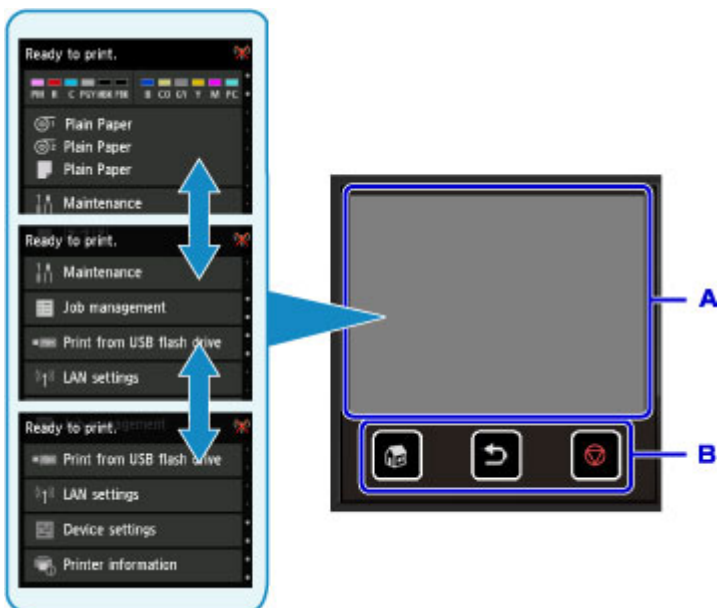 Ready to print.
PM R C PGY MBK PBK B CO GY Y M PC
Plain Paper
Plain Paper
Plain Paper
Maintenance
Ready to print.
Maintenance
Job management
Print from USB flash drive
LAN settings
Ready to print.
Print from USB flash drive
LAN settings
Device settings
Printer information
A
B